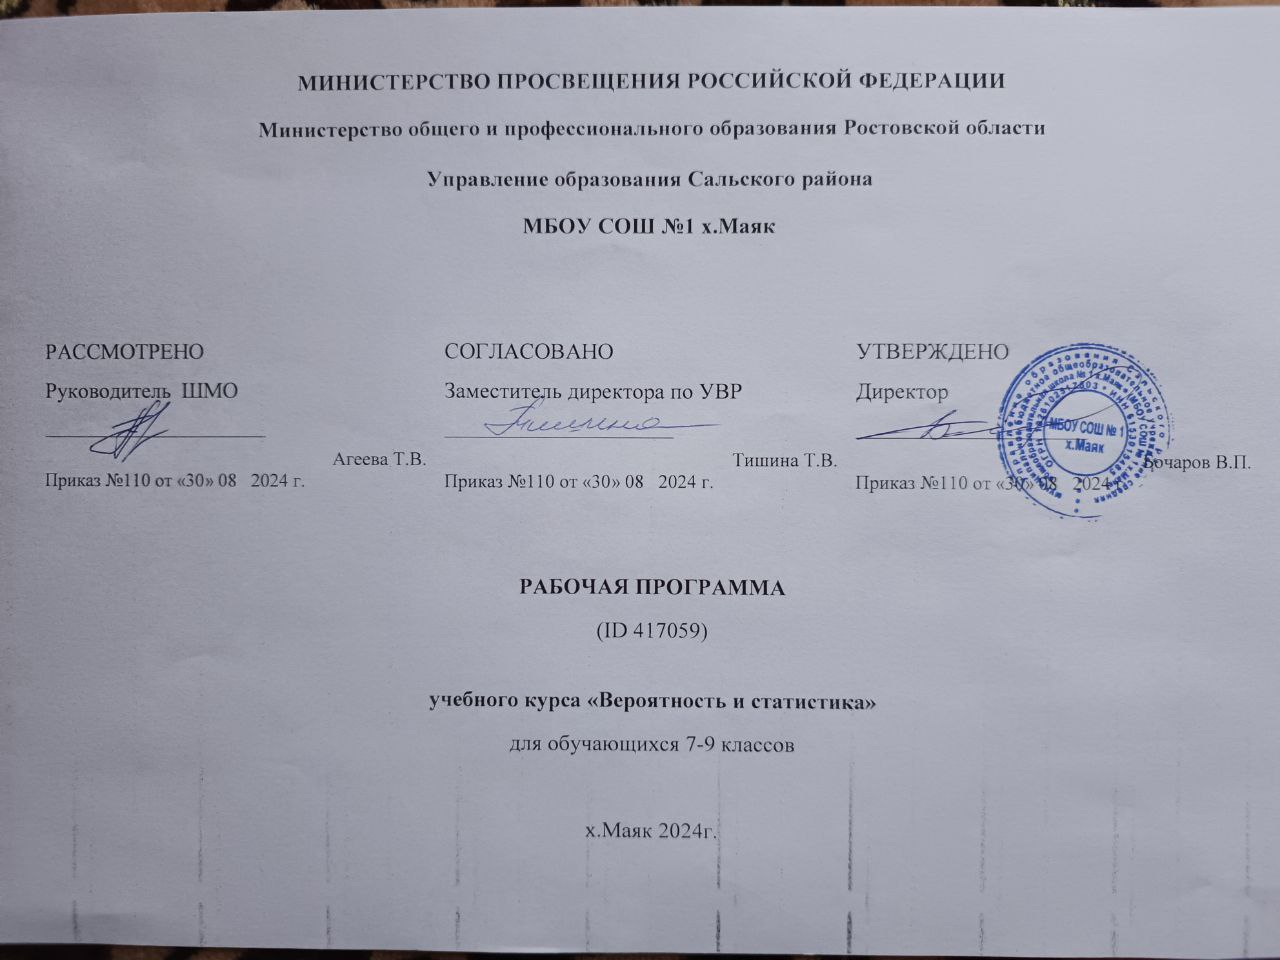 МИНИСТЕРСТВО ПРОСВЕЩЕНИЯ РОССИЙСКОЙ ФЕДЕРАЦИИ
Министерство общего и профессионального образования Ростовской области
Управление образования Сальского района
МБОУ СОШ №1 х.Маяк
РАССМОТРЕНО
Руководитель ШМО
Агеева Т.В.
Приказ №110 от «30» 08 2024 г.
СОГЛАСОВАНО
Заместитель директора по УВР
Тишина Т.В.
Приказ №110 от «30» 08 2024 г.
УТВЕРЖДЕНО
Директор
Бочаров В.П.
Приказ №110 от «30» 08 2024 г.
МБОУ СОШ № 1
х.Маяк
РАБОЧАЯ ПРОГРАММА
(ID 417059)
учебного курса «Вероятность и статистика»
для обучающихся 7-9 классов
х.Маяк 2024г.